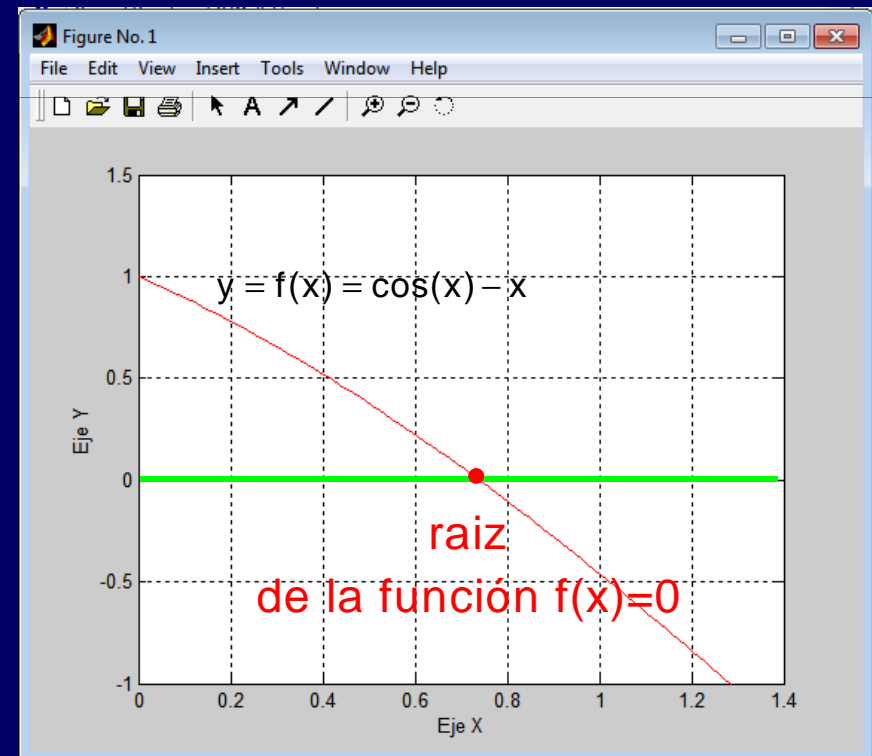 Figure No. 1
File Edit View Insert Tools Window Help
A
1.5
1
0.5
0
-0.5
-1
Eje Y
y = f(x) = cos(x) − x
raiz
de la función f(x)=0
0 0.2 0.4 0.6 0.8 1 1.2 1.4
Eje X